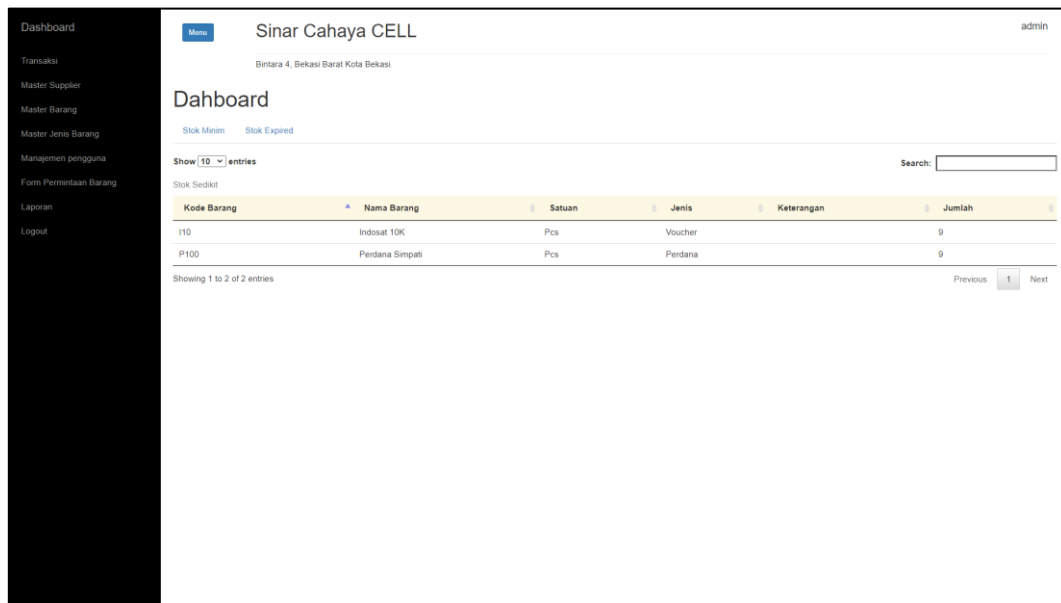 Dashboard
Transaksi
Master Supplier
Master Barang
Master Jenis Barang
Manajemen pengguna
Form Permintaan Barang
Laporan
Logout
Menu
Sinar Cahaya CELL
admin
Bintara 4, Bekasi Barat Kota Bekasi.
Dahboard
Stok Minim Stok Expired
Show 10 entries Search:
Stok Sedikit
Kode Barang Nama Barang Satuan Jenis Keterangan Jumlah
I10 Indosat 10K Pcs Voucher 9
P100 Perdana Simpati Pcs Perdana 9
Showing 1 to 2 of 2 entries Previous 1 Next